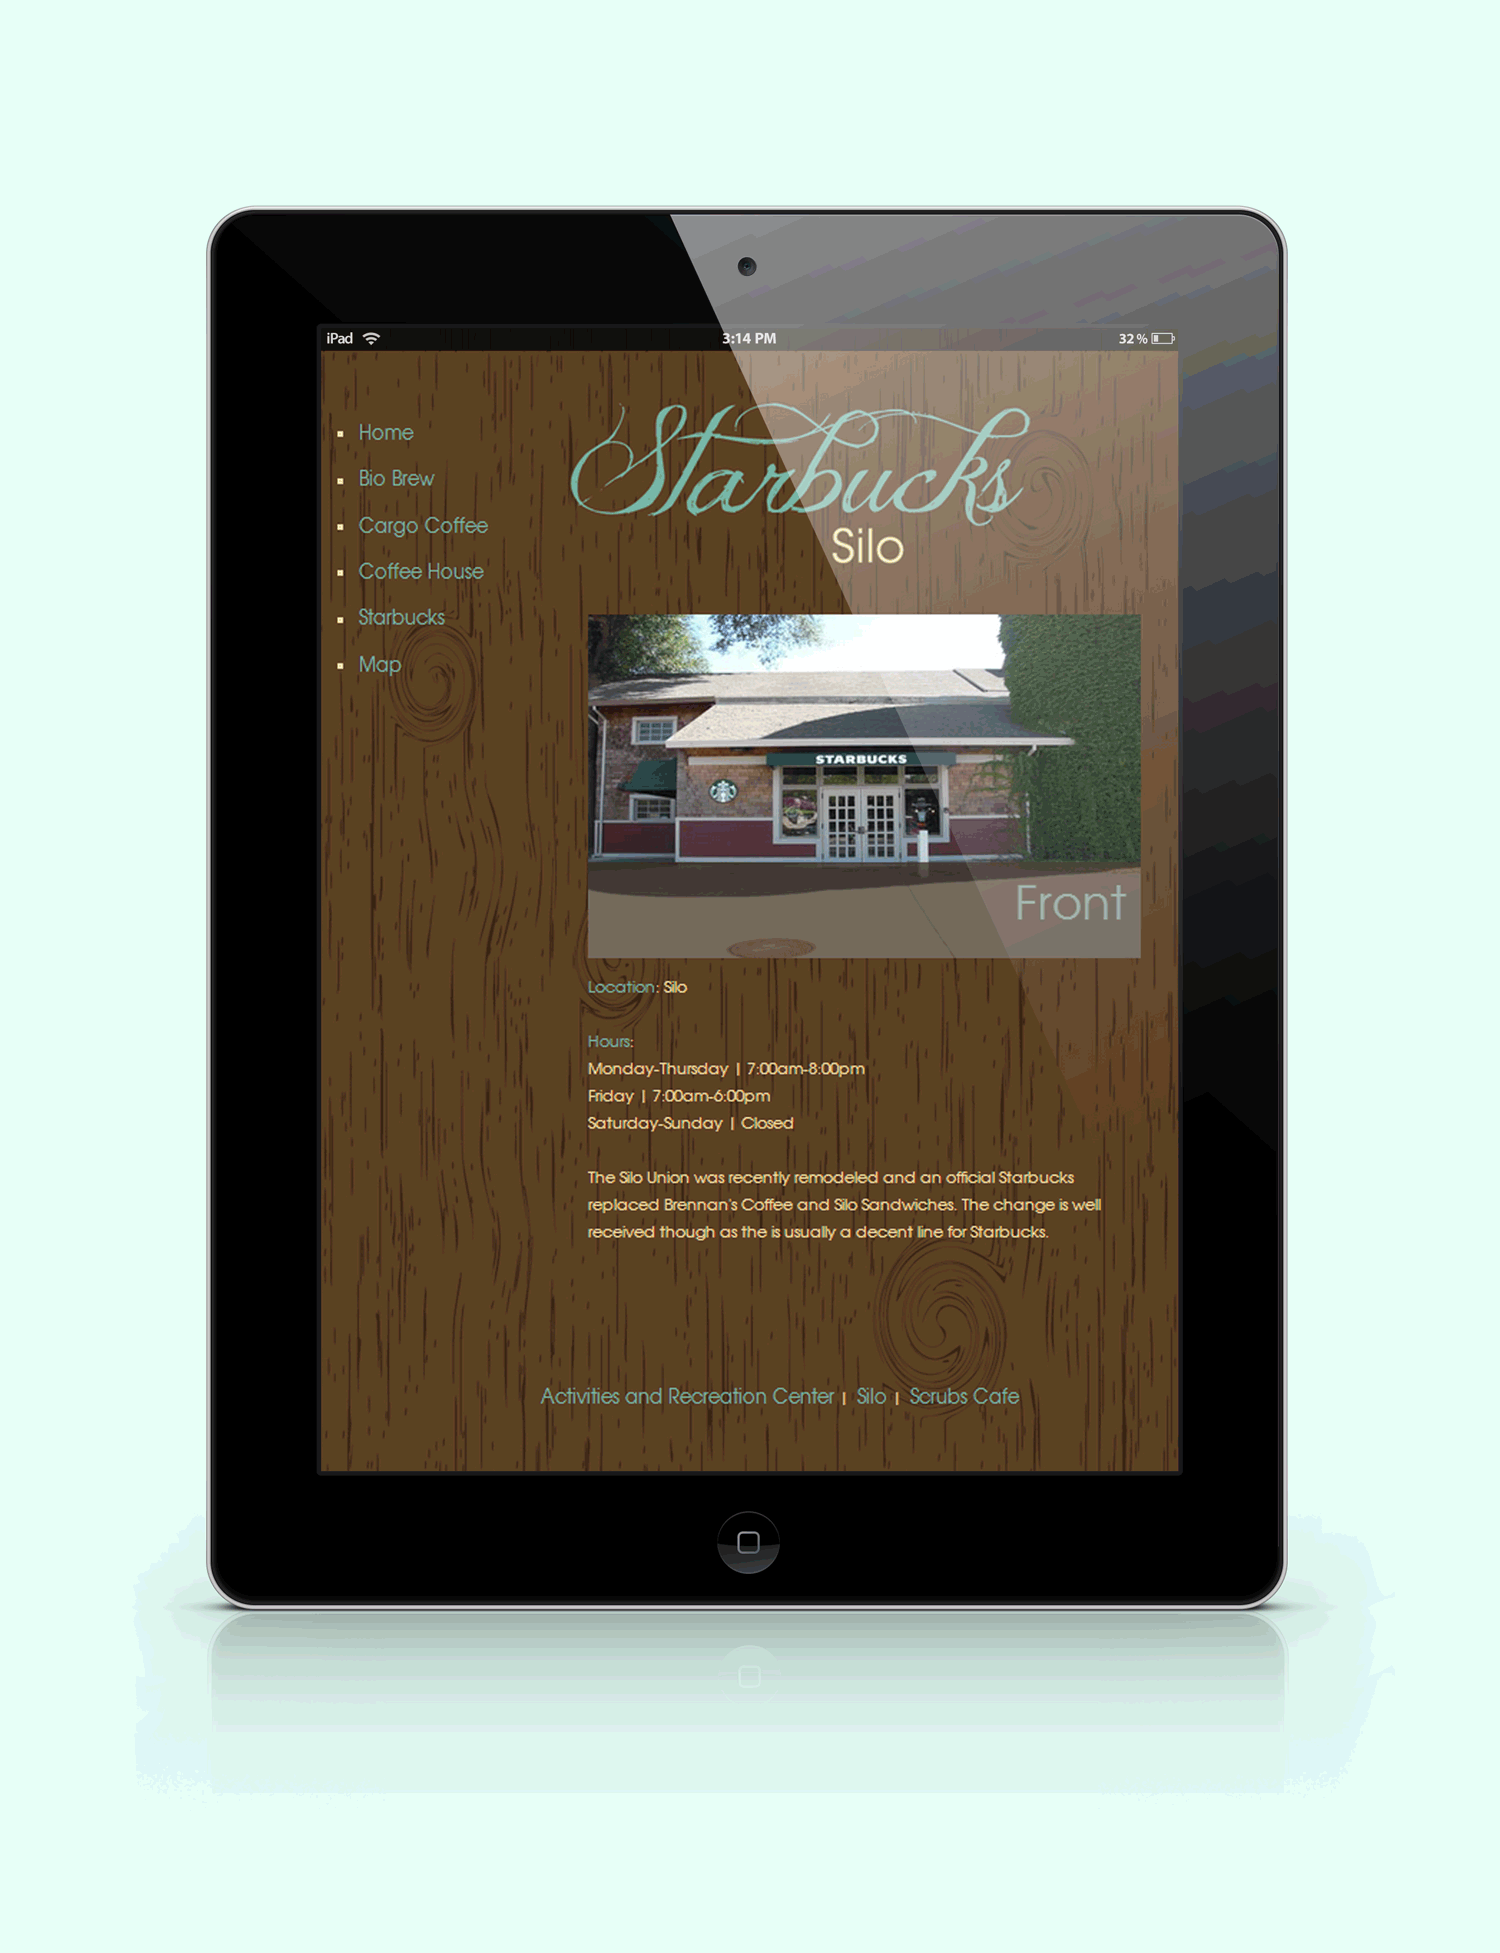 iPad 3:14 PM 32%
Home
Bio Brew
Cargo Coffee
Coffee House
Starbucks
Map
Starbucks
Silo
STARBUCKS
Front
Location: Silo
Hours:
Monday-Thursday | 7:00am-8:00pm
Friday | 7:00am-6:00pm
Saturday-Sunday | Closed
The Silo Union was recently remodeled and an official Starbucks
replaced Brennan's Coffee and Silo Sandwiches. The change is well
received though as the is usually a decent line for Starbucks.
Activities and Recreation Center | Silo | Scrubs Cafe